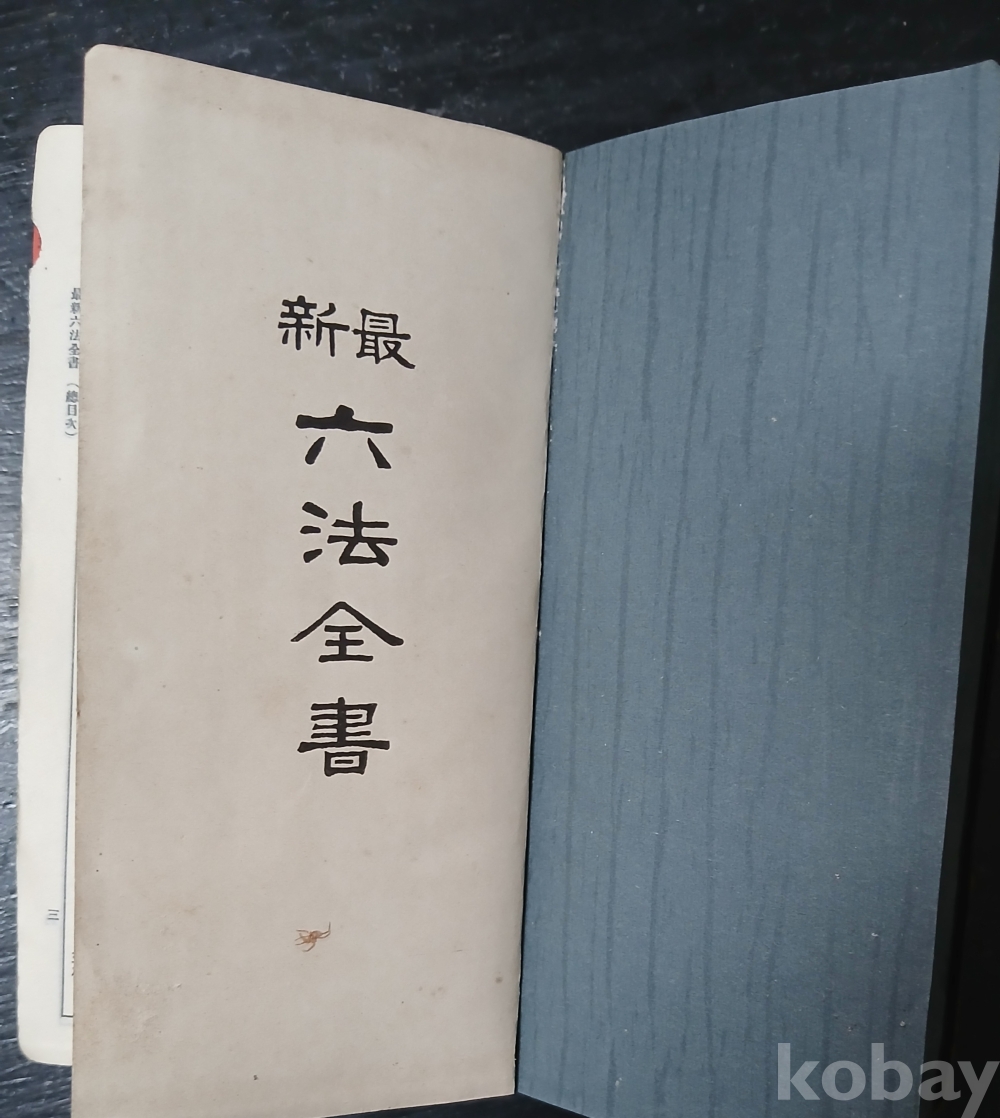 最新
六法全書
最新六法全書 (總目次)
三
kobay